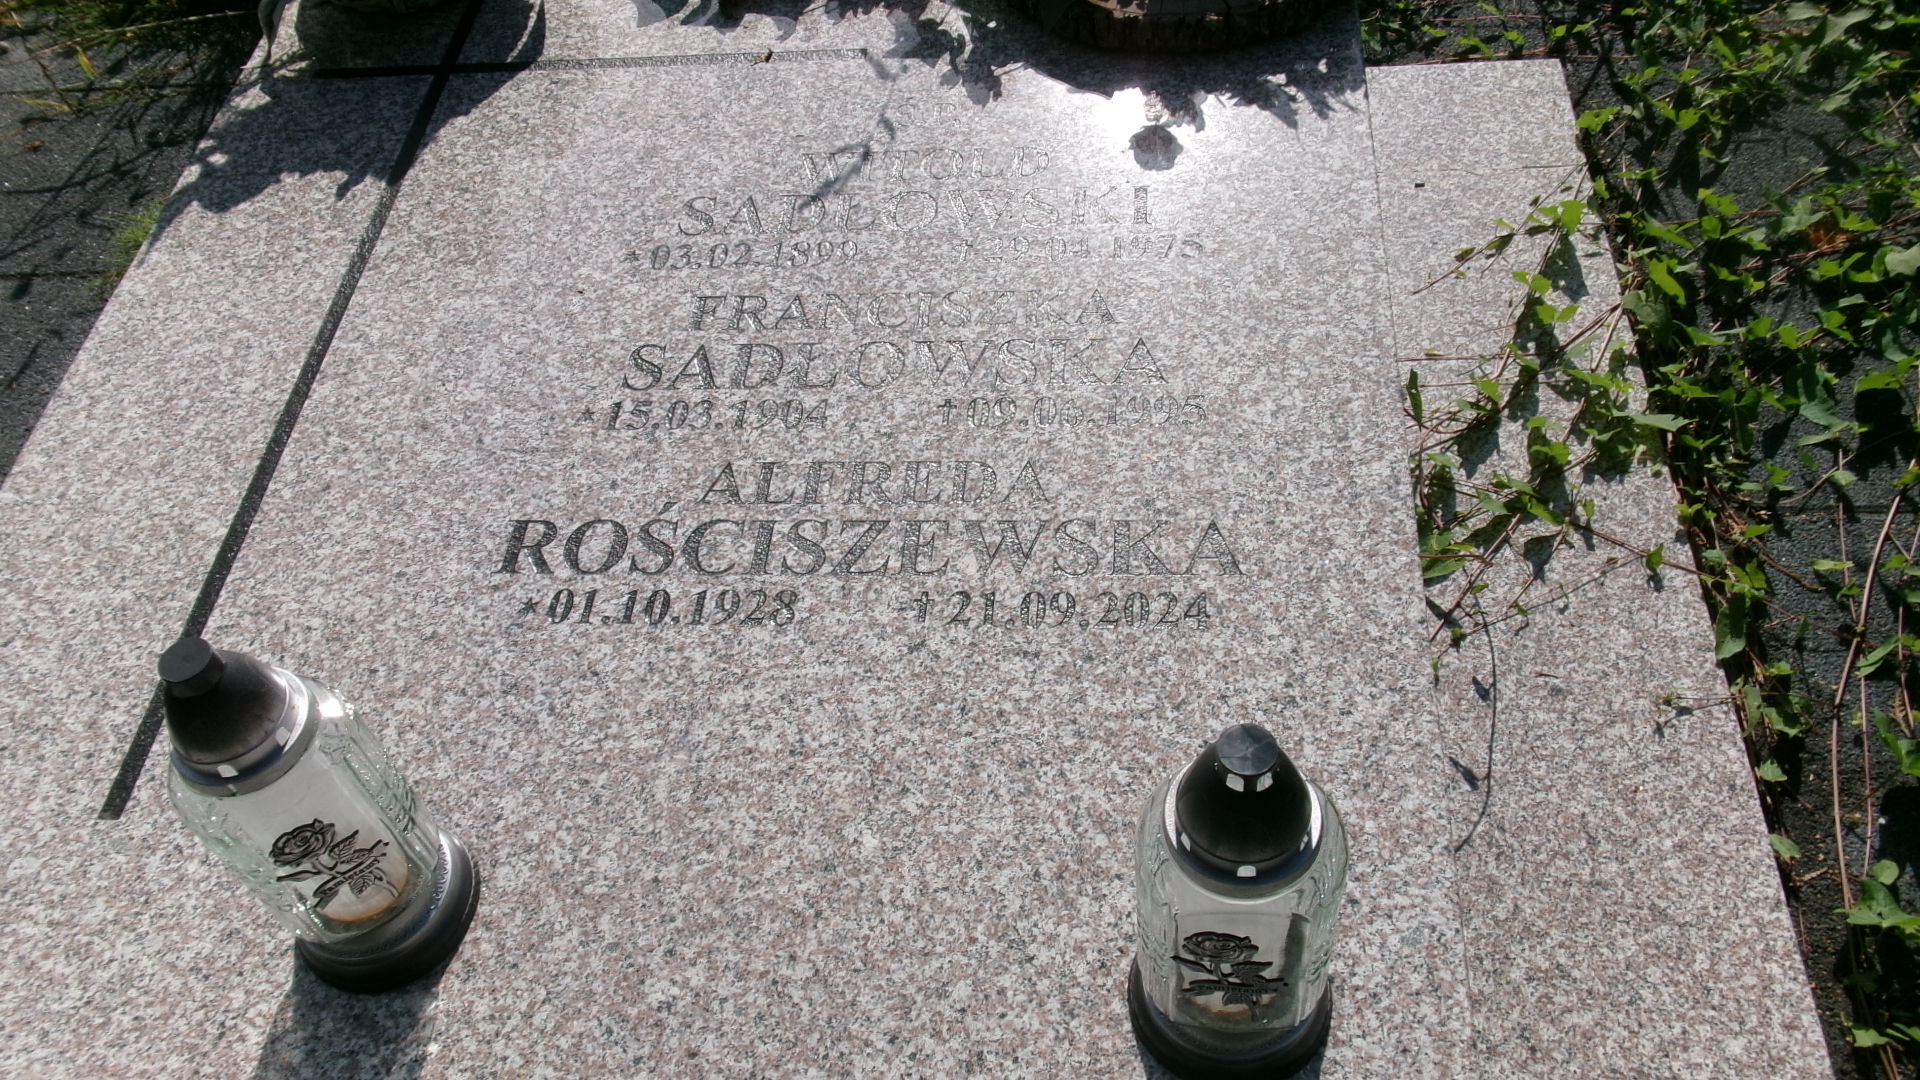 Ś.P.
WITOLD
SADŁOWSKI
*03.02.1899 †29.04.1975
FRANCISZKA
SADŁOWSKA
*15.03.1904 †09.06.1995
ALFREDA
ROŚCISZEWSKA
*01.10.1928 †21.09.2024